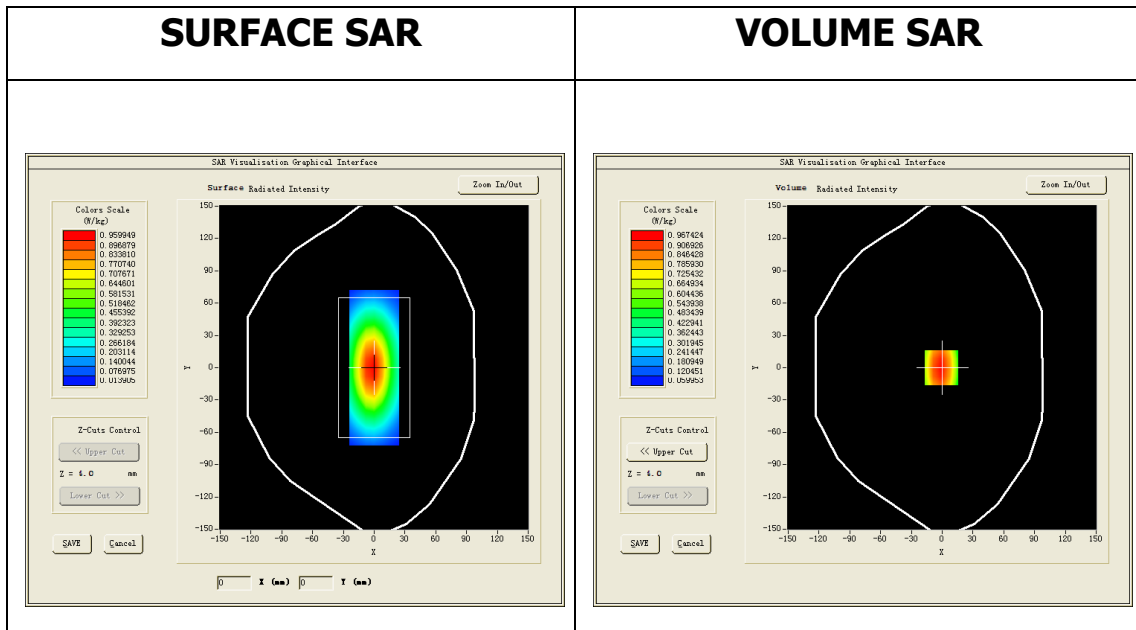 SURFACE SAR
VOLUME SAR
SAR Visualisation Graphical Interface
Surface Radiated Intensity
Zoom In/Out
Colors Scale
(W/kg)
0.959949
0.896879
0.833810
0.770740
0.707671
0.644601
0.581531
0.518462
0.455392
0.392323
0.329253
0.266184
0.203114
0.140044
0.076975
0.013905
Z-Cuts Control
<< Upper Cut
Z = 4.0 mm
Lower Cut >>
SAVE
Cancel
150
120
90
60
30
0
-30
-60
-90
-120
-150
Y
-150 -120 -90 -60 -30 0 30 60 90 120 150
X
0 X (mm) 0 Y (mm)
SAR Visualisation Graphical Interface
Volume Radiated Intensity
Zoom In/Out
Colors Scale
(W/kg)
0.967424
0.906926
0.846428
0.785930
0.725432
0.664934
0.604436
0.543938
0.483439
0.422941
0.362443
0.301945
0.241447
0.180949
0.120451
0.059953
Z-Cuts Control
<< Upper Cut
Z = 4.0 mm
Lower Cut >>
SAVE
Cancel
150
120
90
60
30
0
-30
-60
-90
-120
-150
Y
-150 -120 -90 -60 -30 0 30 60 90 120 150
X